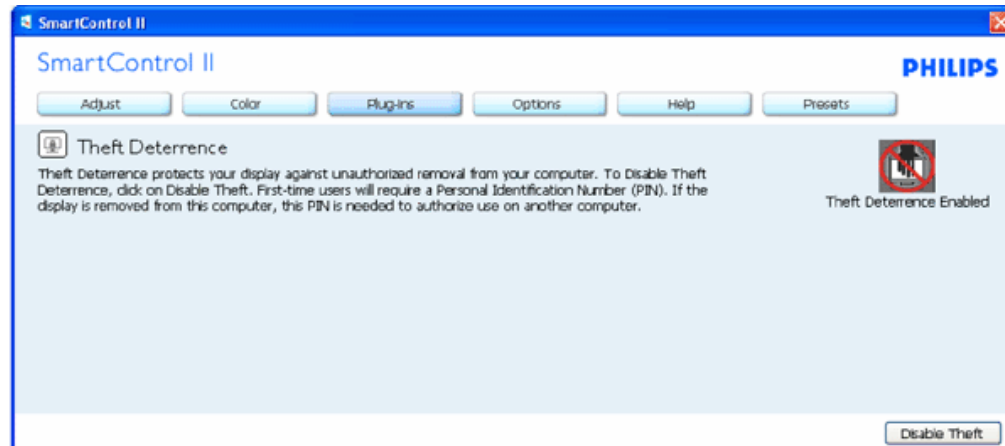 SmartControl II
SmartControl II
PHILIPS
Adjust Color Plug-Ins Options Help Presets
Theft Deterrence
Theft Deterrence protects your display against unauthorized removal from your computer. To Disable Theft
Deterrence, click on Disable Theft. First-time users will require a Personal Identification Number (PIN). If the
display is removed from this computer, this PIN is needed to authorize use on another computer.
Theft Deterrence Enabled
Disable Theft